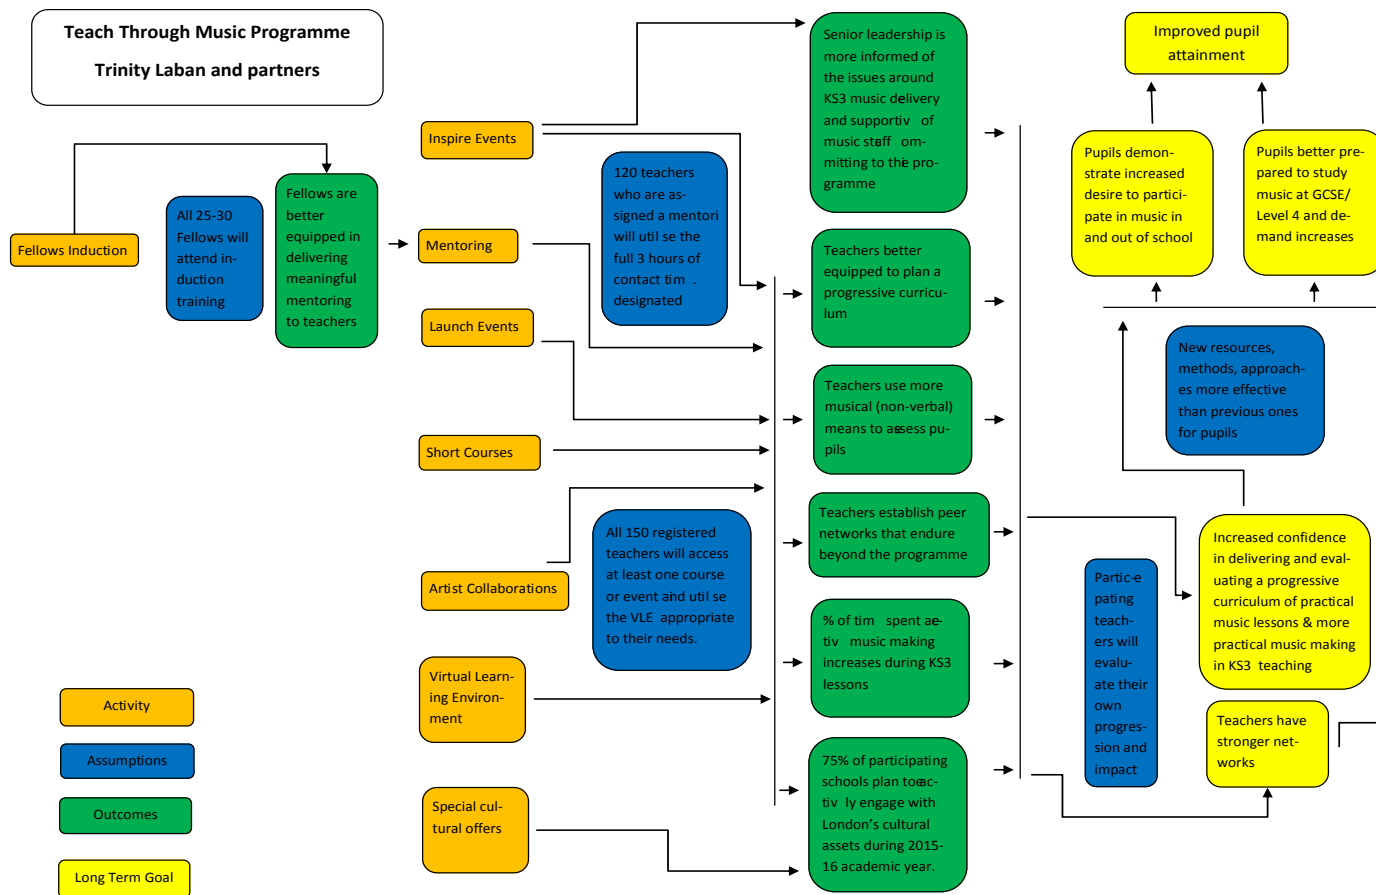 Teach Through Music Programme
Trinity Laban and partners
Fellows Induction
All 25-30
Fellows will
attend in-
duction
training
Fellows are
better
equipped in
delivering
meaningful
mentoring
to teachers
Inspire Events
Mentoring
Launch Events
Short Courses
Artist Collaborations
Virtual Learn-
ing Environ-
ment
Special cul-
tural offers
120 teachers
who are as-
signed a mentori
will util se the
full 3 hours of
contact tim .
designated
All 150 registered
teachers will access
at least one course
or event and util se
the VLE appropriate
to their needs.
Senior leadership is
more informed of
the issues around
KS3 music delivery
and supportiv of
music staff om-
mitting to the pro-
gramme
Teachers better
equipped to plan a
progressive curricu-
lum
Teachers use more
musical (non-verbal)
means to assess pu-
pils
Teachers establish peer
networks that endure
beyond the programme
% of tim spent ac-
tiv music making
increases during KS3
lessons
75% of participating
schools plan to ac-
tiv ly engage with
London's cultural
assets during 2015-
16 academic year.
Improved pupil
attainment
Pupils demon-
strate increased
desire to partici-
pate in music in
and out of school
Pupils better pre-
pared to study
music at GCSE/
Level 4 and de-
mand increases
New resources,
methods, approach-
es more effective
than previous ones
for pupils
Partic-e
pating
teach-
ers will
evalu-
ate their
own
progres-
sion and
impact
Increased confidence
in delivering and eval-
uating a progressive
curriculum of practical
music lessons & more
practical music making
in KS3 teaching
Teachers have
stronger net-
works
Activity
Assumptions
Outcomes
Long Term Goal